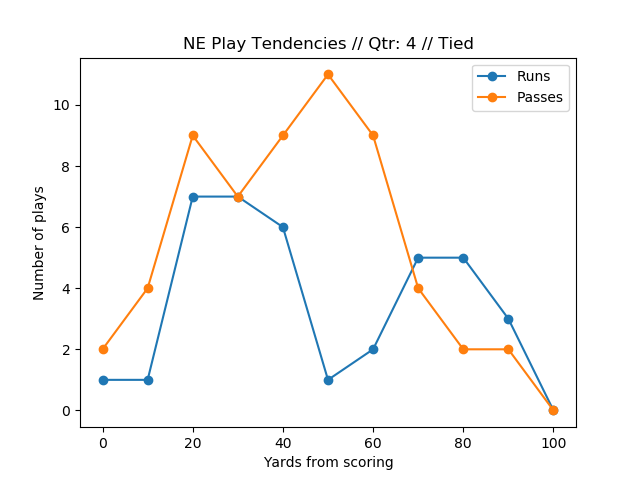 NE Play Tendencies // Qtr: 4 // Tied
Runs
Passes
10
8
6
4
2
0
Number of plays
0 20 40 60 80 100
Yards from scoring